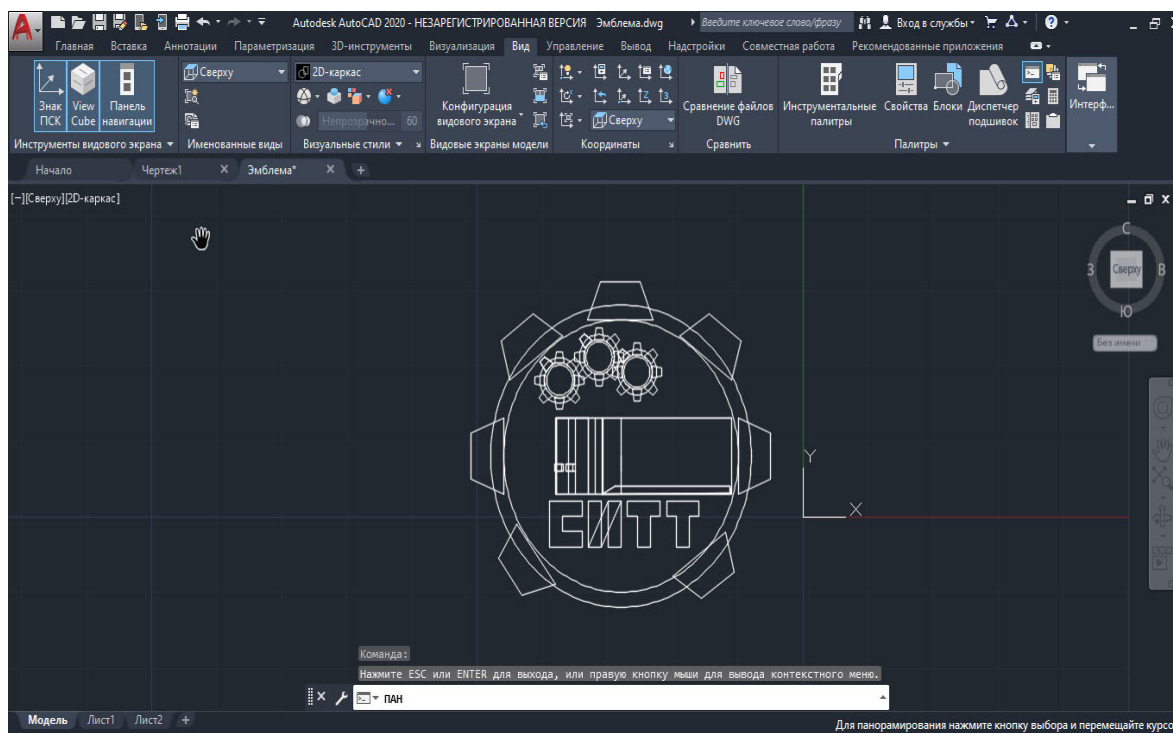 Autodesk AutoCAD 2020 - НЕЗАРЕГИСТРИРОВАННАЯ ВЕРСИЯ Эмблема.dwg Введите ключевое слово/фразу Вход в службы
Главная Вставка Аннотации Параметризация 3D-инструменты Визуализация Вид Управление Вывод Надстройки Совместная работа Рекомендованные приложения
Сверху 2D-каркас
Знак ПСК View Cube Панель навигации Непрозрачно... 60 Конфигурация видового экрана Сверху Сравнение файлов DWG Инструментальные палитры Свойства Блоки Диспетчер подшивок Интерф...
Инструменты видового экрана Именованные виды Визуальные стили Видовые экраны модели Координаты Сравнить Палитры
Начало Чертеж1 Эмблема*
[−][Сверху][2D-каркас]
С
З Сверху В
Ю
Без имени
Y
X
СИТТ
Команда:
Нажмите ESC или ENTER для выхода, или правую кнопку мыши для вывода контекстного меню.
ПАН
Модель Лист1 Лист2
Для панорамирования нажмите кнопку выбора и перемещайте курсо